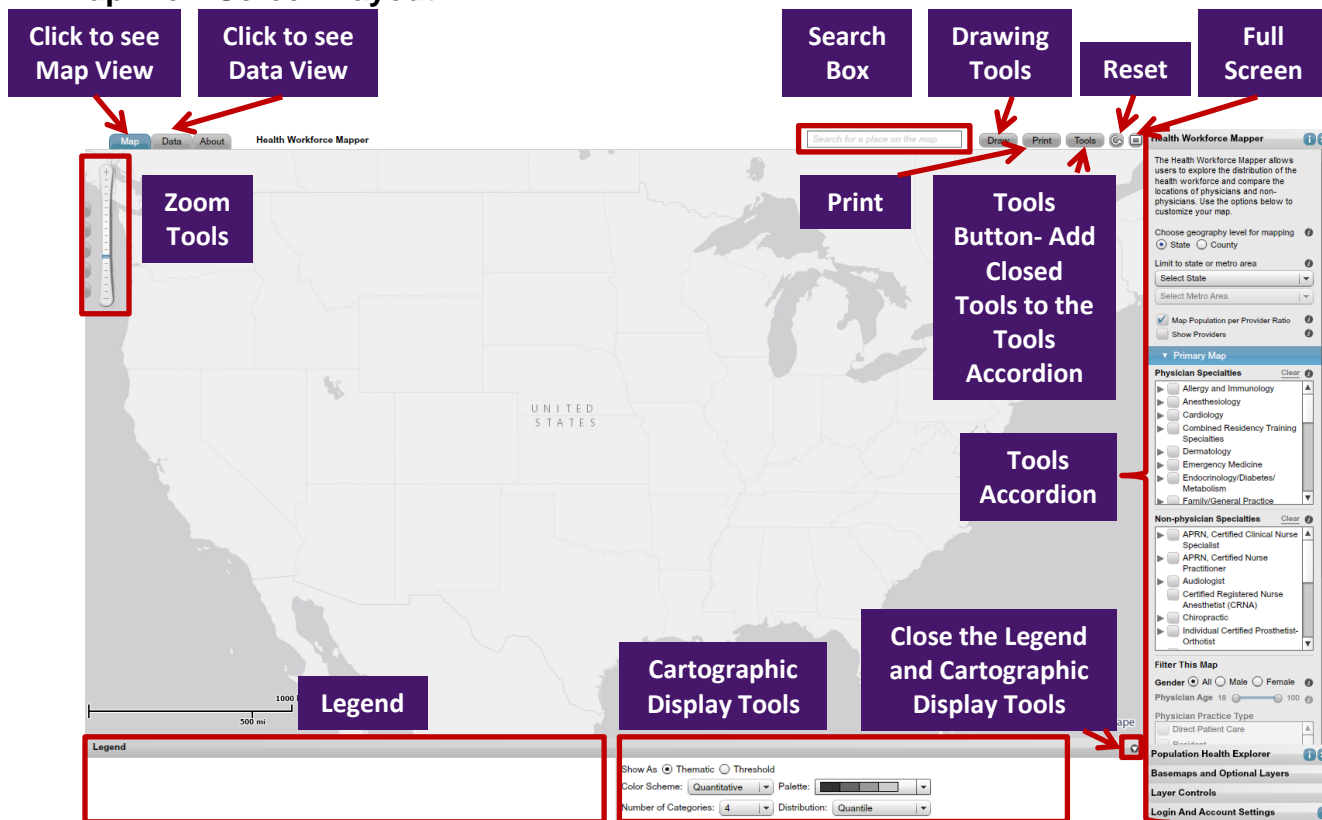 Click to see
Map View
Click to see
Data View
Search
Box
Drawing
Tools
Reset
Full
Screen
Map
Data
About
Health Workforce Mapper
Search for a place on the map
Draw
Print
Tools
Zoom
Tools
Print
Tools
Button- Add
Closed
Tools to the
Tools
Accordion
Tools
Accordion
UNITED
STATES
Health Workforce Mapper
The Health Workforce Mapper allows
users to explore the distribution of the
health workforce and compare the
locations of physicians and non-
physicians. Use the options below to
customize your map.
Choose geography level for mapping
State County
Limit to state or metro area
Select State
Select Metro Area
Map Population per Provider Ratio
Show Providers
Primary Map
Physician Specialties Clear
Allergy and Immunology
Anesthesiology
Cardiology
Combined Residency Training
Specialties
Dermatology
Emergency Medicine
Endocrinology/Diabetes/
Metabolism
Family/General Practice
Non-physician Specialties Clear
APRN, Certified Clinical Nurse
Specialist
APRN, Certified Nurse
Practitioner
Audiologist
Certified Registered Nurse
Anesthetist (CRNA)
Chiropractic
Individual Certified Prosthetist-
Orthotist
Filter This Map
Gender All Male Female
Physician Age 18 100
Physician Practice Type
Direct Patient Care
Population Health Explorer
Basemaps and Optional Layers
Layer Controls
Login And Account Settings
Close the Legend
and Cartographic
Display Tools
Cartographic
Display Tools
Legend
1000
500 mi
Legend
Show As Thematic Threshold
Color Scheme: Quantitative Palette:
Number of Categories: 4 Distribution: Quantile